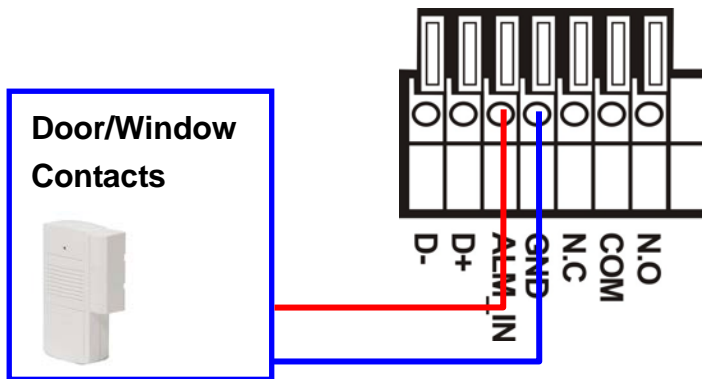 Door/Window
Contacts
D-
D+
ALM_IN
GND
N.C
COM
N.O